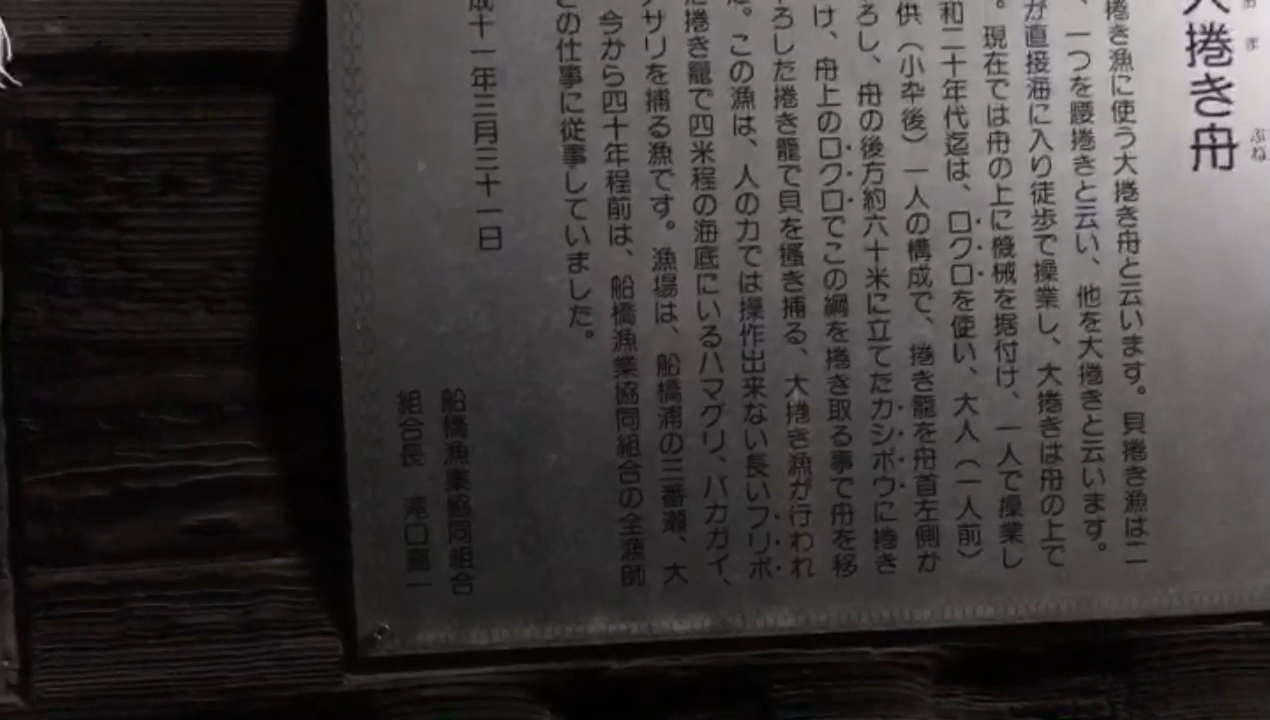 大捲き舟
おおまきぶね
捲き漁に使う大捲き舟と云います。貝捲き漁は二
、一つを腰捲きと云い、他を大捲きと云います。
が直接海に入り徒歩で操業し、大捲きは舟の上で
。現在では舟の上に機械を据付け、一人で操業し
和二十年代迄は、ロクロを使い、大人（一人前）
供（小卒後）一人の構成で、捲き籠を舟首左側か
ろし、舟の後方約六十米に立てたカシボウに捲き
け、舟上のロクロでこの綱を捲き取る事で舟を移
ろした捲き籠で貝を掻き捕る、大捲き漁が行われ
。この漁は、人の力では操作出来ない長いフリボ
捲き籠で四米程の海底にいるハマグリ、バカガイ、
アサリを捕る漁です。漁場は、船橋浦の三番瀬、大
今から四十年程前は、船橋漁業協同組合の全漁師
の仕事に従事していました。
成十一年三月三十一日
船橋漁業協同組合
組合長 滝口嘉一